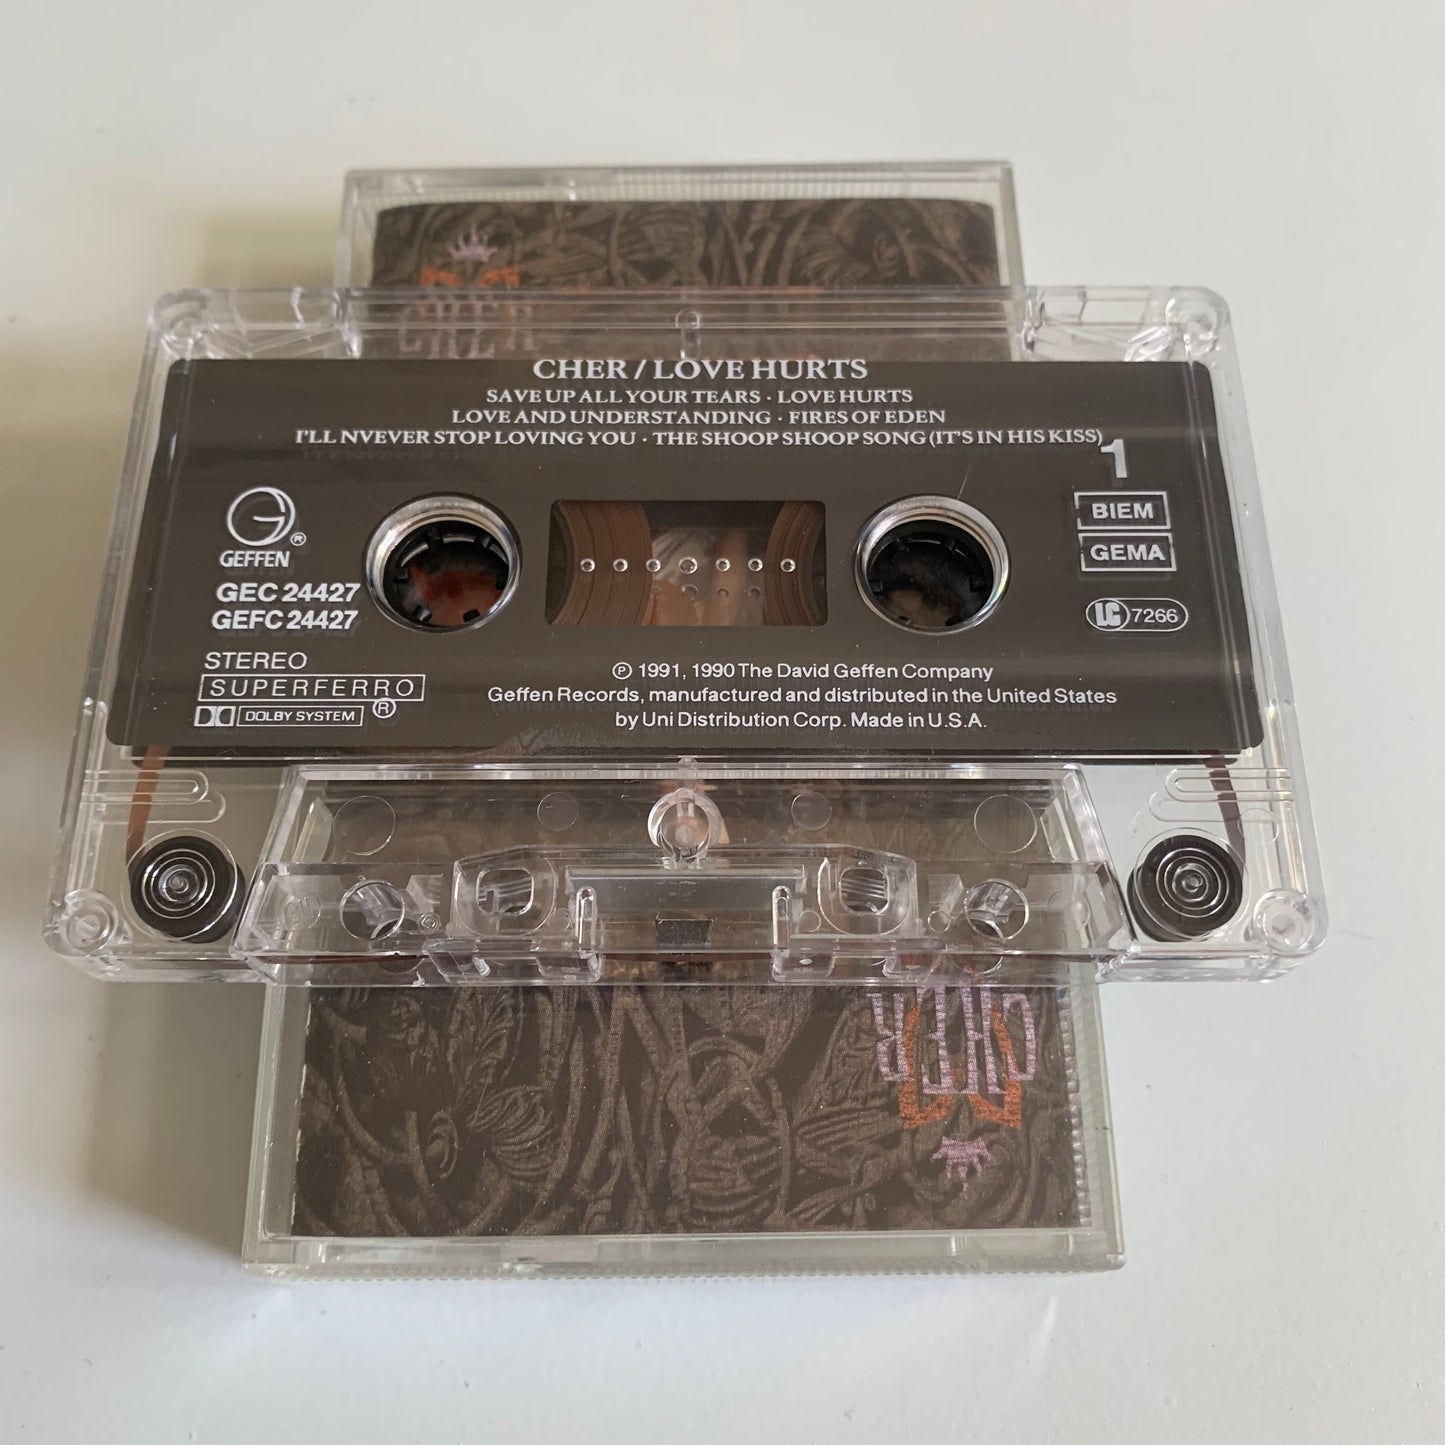 CHER
CHER / LOVE HURTS
SAVE UP ALL YOUR TEARS · LOVE HURTS
LOVE AND UNDERSTANDING · FIRES OF EDEN
I'LL NVEVER STOP LOVING YOU · THE SHOOP SHOOP SONG (IT'S IN HIS KISS)
1
BIEM
GEMA
GEFFEN ®
GEC 24427
GEFC 24427
LC 7266
STEREO
SUPERFERRO
DOLBY SYSTEM ®
℗ 1991, 1990 The David Geffen Company
Geffen Records, manufactured and distributed in the United States
by Uni Distribution Corp. Made in U.S.A.
CHER